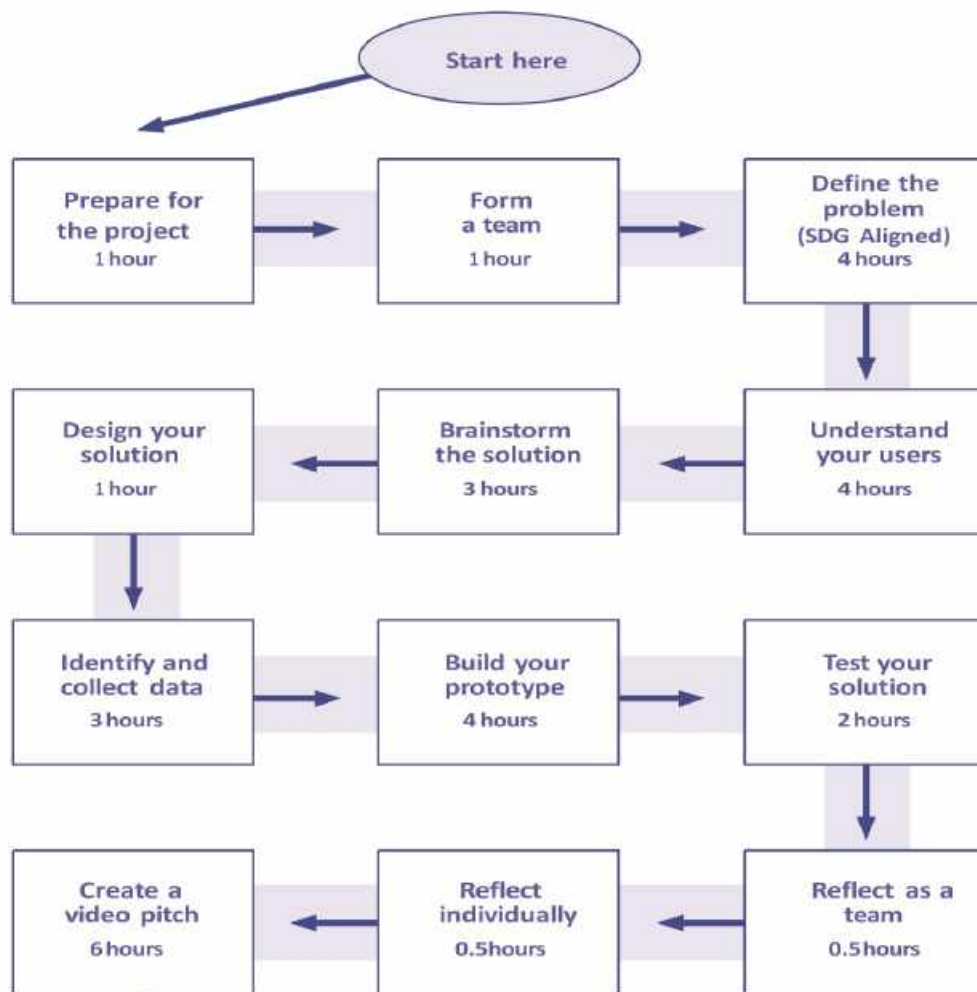 Start here
Prepare for
the project
1 hour
Form
a team
1 hour
Define the
problem
(SDG Aligned)
4 hours
Understand
your users
4 hours
Brainstorm
the solution
3 hours
Design your
solution
1 hour
Identify and
collect data
3 hours
Build your
prototype
4 hours
Test your
solution
2 hours
Reflect as a
team
0.5hours
Reflect
individually
0.5hours
Create a
video pitch
6 hours